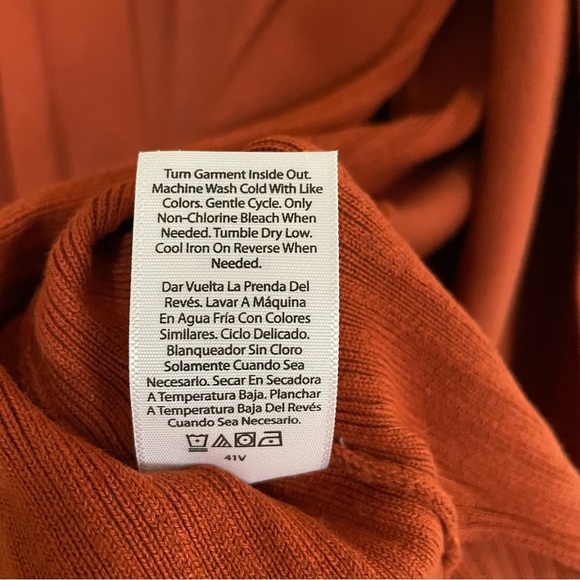 Turn Garment Inside Out.
Machine Wash Cold With Like
Colors. Gentle Cycle. Only
Non-Chlorine Bleach When
Needed. Tumble Dry Low.
Cool Iron On Reverse When
Needed.
Dar Vuelta La Prenda Del
Revés. Lavar A Máquina
En Agua Fría Con Colores
Similares. Ciclo Delicado.
Blanqueador Sin Cloro
Solamente Cuando Sea
Necesario. Secar En Secadora
A Temperatura Baja. Planchar
A Temperatura Baja Del Revés
Cuando Sea Necesario.
41V